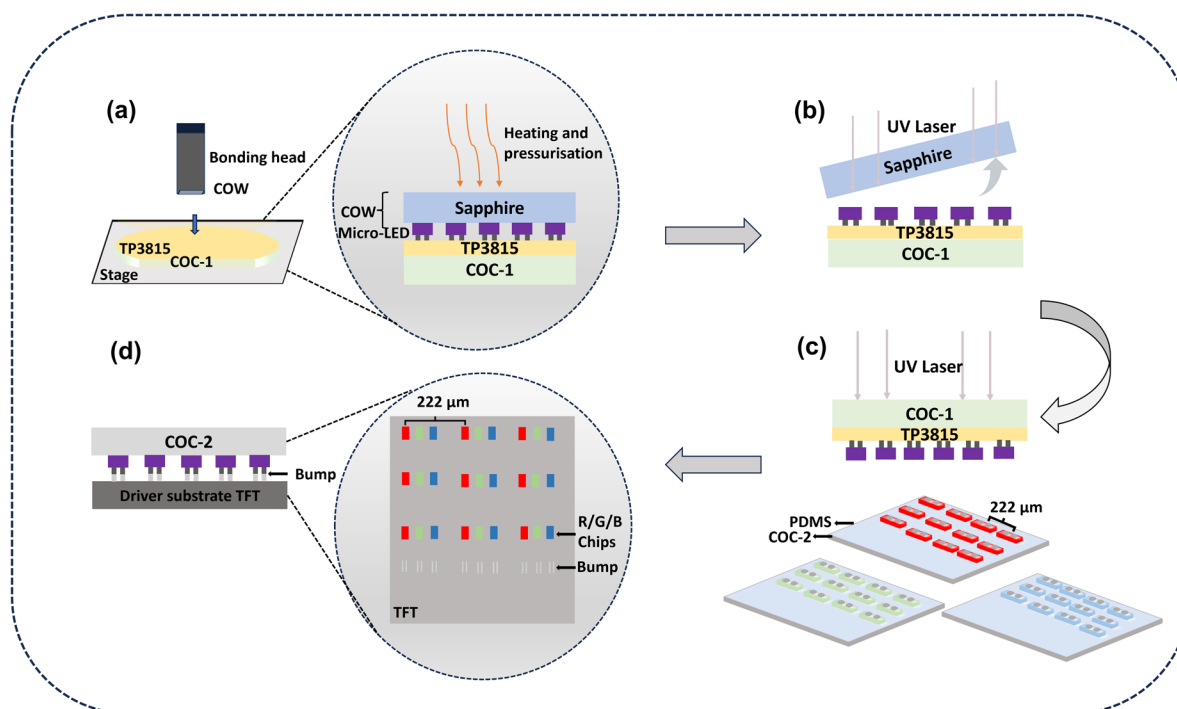 (a)
Bonding head
COW
TP3815
COC-1
Stage
Heating and
pressurisation
COW
Sapphire
Micro-LED
TP3815
COC-1
(b)
UV Laser
Sapphire
TP3815
COC-1
(c)
UV Laser
COC-1
TP3815
222 μm
PDMS
COC-2
(d)
COC-2
Bump
Driver substrate TFT
222 μm
R/G/B
Chips
Bump
TFT